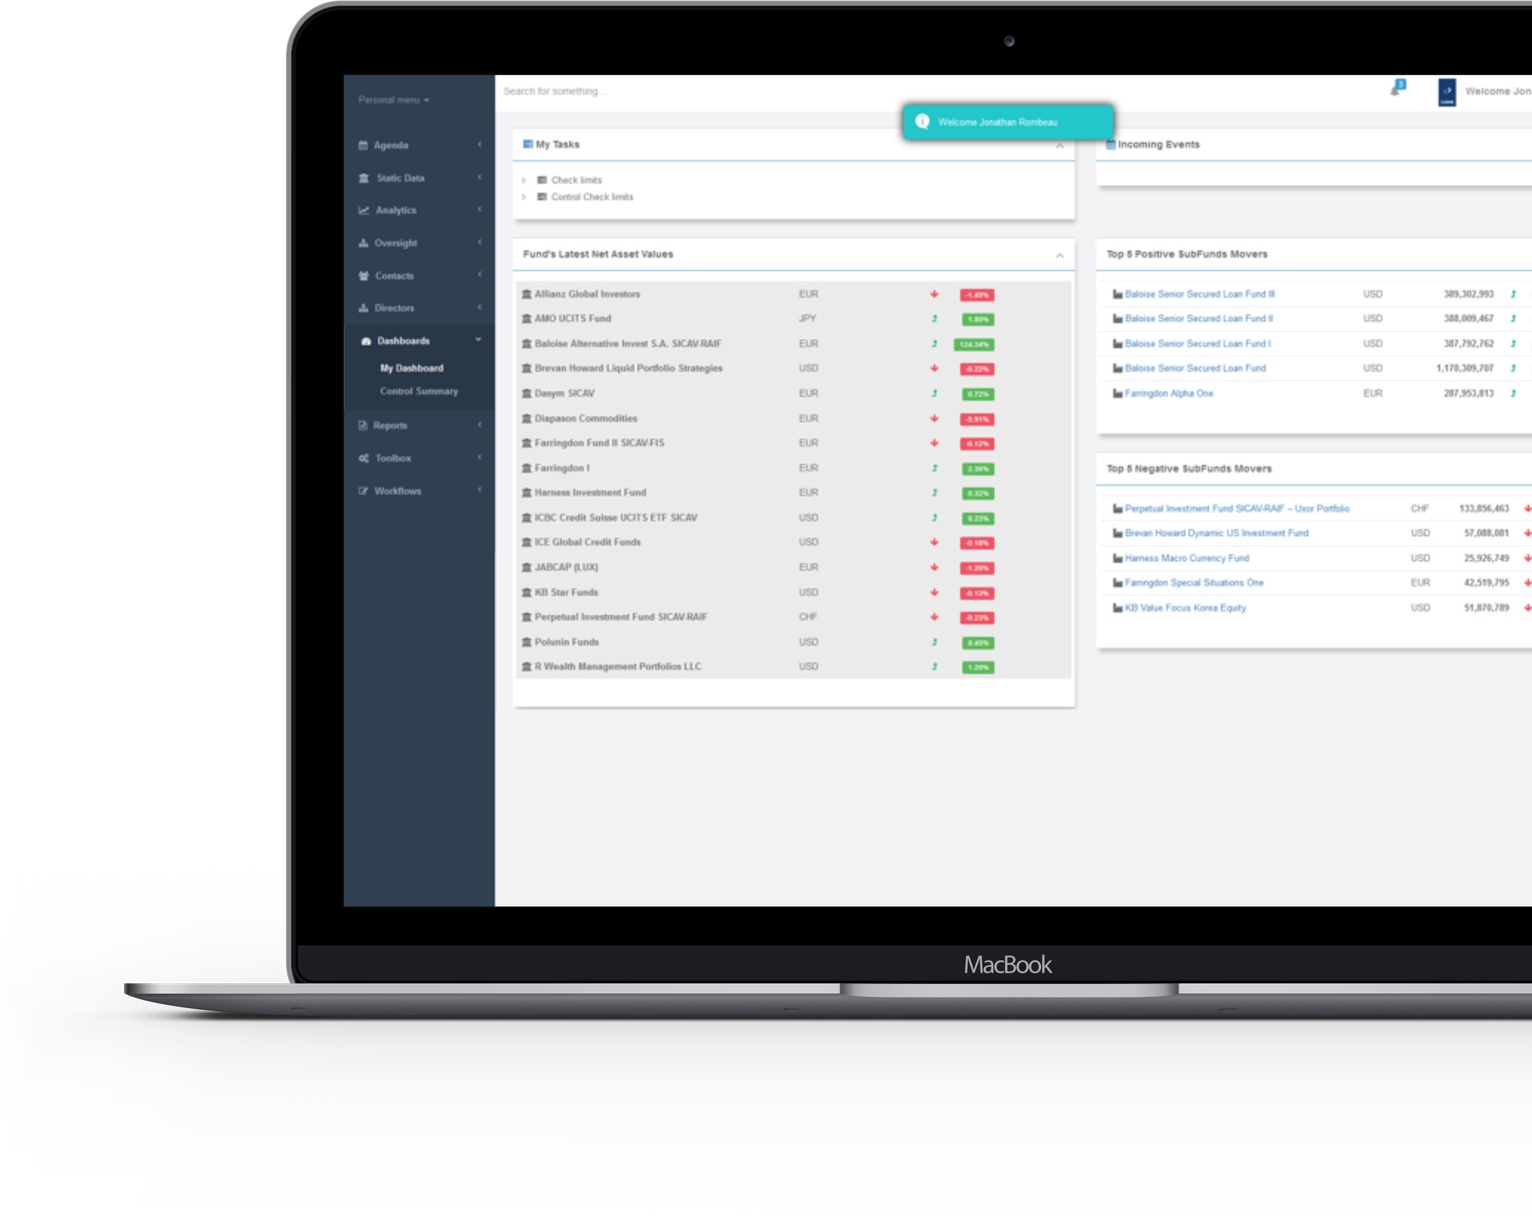 Personal menu
Agenda
Static Data
Analytics
Oversight
Contacts
Directors
Dashboards
My Dashboard
Control Summary
Reports
Toolbox
Workflows
Search for something...
3
Welcome Jon
Welcome Jonathan Rombeau
My Tasks
Check limits
Control Check limits
Incoming Events
Fund's Latest Net Asset Values
Allianz Global Investors EUR -1.49%
AMO UCITS Fund JPY 1.80%
Baloise Alternative Invest S.A. SICAV-RAIF EUR 124.34%
Brevan Howard Liquid Portfolio Strategies USD -0.22%
Dasym SICAV EUR 0.72%
Diapason Commodities EUR -5.91%
Farringdon Fund II SICAV-FIS EUR -0.12%
Farringdon I EUR 2.36%
Harness Investment Fund EUR 0.32%
ICBC Credit Suisse UCITS ETF SICAV USD 0.23%
ICE Global Credit Funds USD -0.18%
JABCAP (LUX) EUR -1.20%
KB Star Funds USD -0.13%
Perpetual Investment Fund SICAV-RAIF CHF -0.23%
Polunin Funds USD 0.45%
R Wealth Management Portfolios LLC USD 1.20%
Top 5 Positive SubFunds Movers
Baloise Senior Secured Loan Fund III USD 389,302,993
Baloise Senior Secured Loan Fund II USD 388,009,467
Baloise Senior Secured Loan Fund I USD 387,792,762
Baloise Senior Secured Loan Fund USD 1,170,309,707
Farringdon Alpha One EUR 287,953,813
Top 5 Negative SubFunds Movers
Perpetual Investment Fund SICAV-RAIF – Uxor Portfolio CHF 133,856,463
Brevan Howard Dynamic US Investment Fund USD 57,088,081
Harness Macro Currency Fund USD 25,926,749
Farringdon Special Situations One EUR 42,519,795
KB Value Focus Korea Equity USD 51,870,789
MacBook